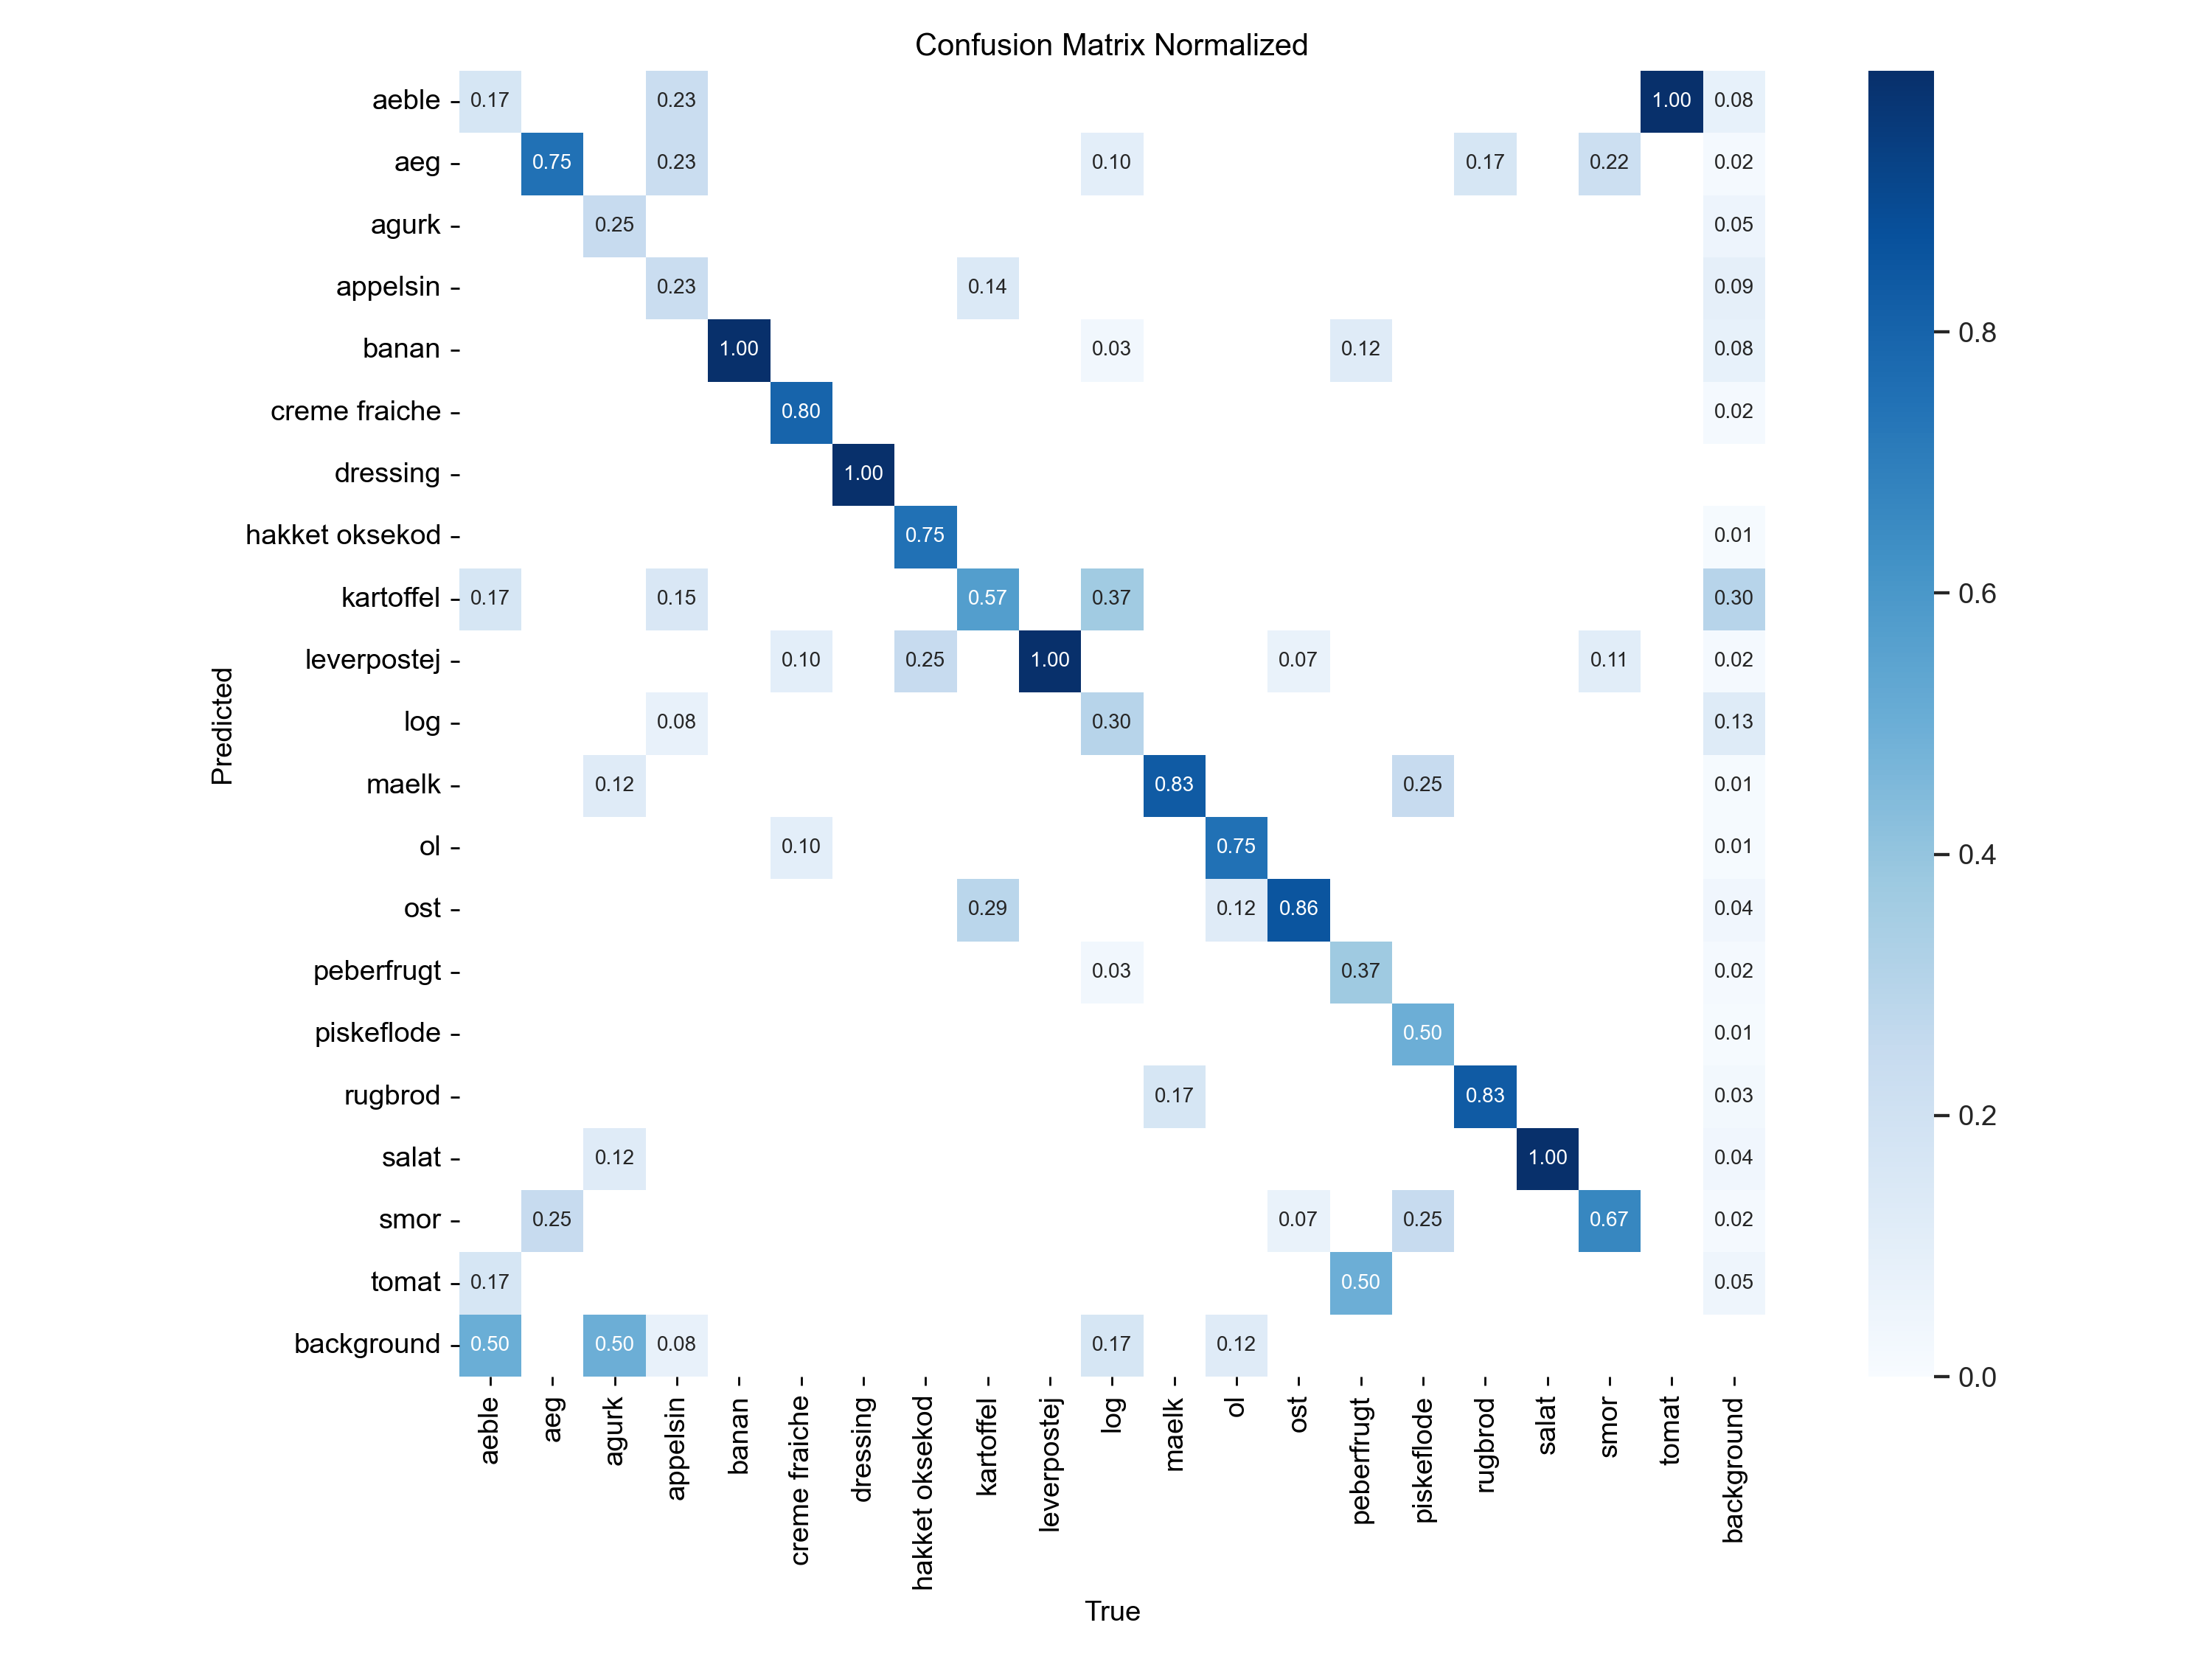 Confusion Matrix Normalized
aeble 0.17 0.23 1.00 0.08
aeg 0.75 0.23 0.10 0.17 0.22 0.02
agurk 0.25 0.05
appelsin 0.23 0.14 0.09
banan 1.00 0.03 0.12 0.08
creme fraiche 0.80 0.02
dressing 1.00
hakket oksekod 0.75 0.01
kartoffel 0.17 0.15 0.57 0.37 0.30
leverpostej 0.10 0.25 1.00 0.07 0.11 0.02
log 0.08 0.30 0.13
maelk 0.12 0.83 0.25 0.01
ol 0.10 0.75 0.01
ost 0.29 0.12 0.86 0.04
peberfrugt 0.03 0.37 0.02
piskeflode 0.50 0.01
rugbrod 0.17 0.83 0.03
salat 0.12 1.00 0.04
smor 0.25 0.07 0.25 0.67 0.02
tomat 0.17 0.50 0.05
background 0.50 0.50 0.08 0.17 0.12
Predicted
aeble
aeg
agurk
appelsin
banan
creme fraiche
dressing
hakket oksekod
kartoffel
leverpostej
log
maelk
ol
ost
peberfrugt
piskeflode
rugbrod
salat
smor
tomat
background
True
0.8
0.6
0.4
0.2
0.0